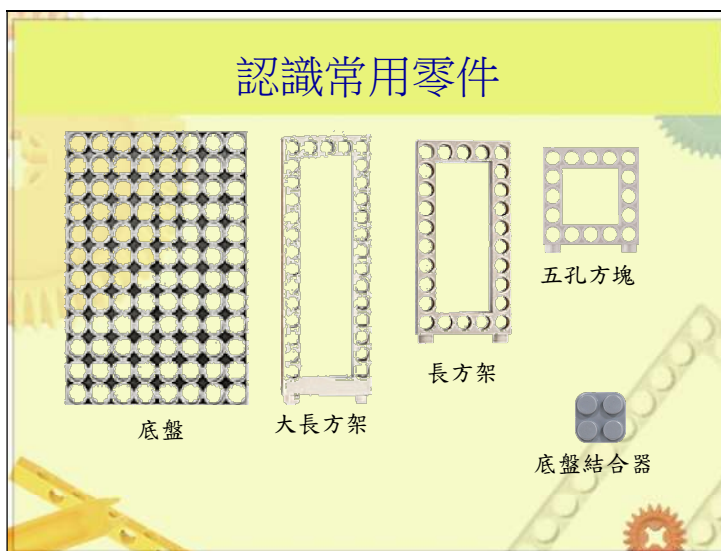 認識常用零件
五孔方塊
長方架
大長方架
底盤
底盤結合器